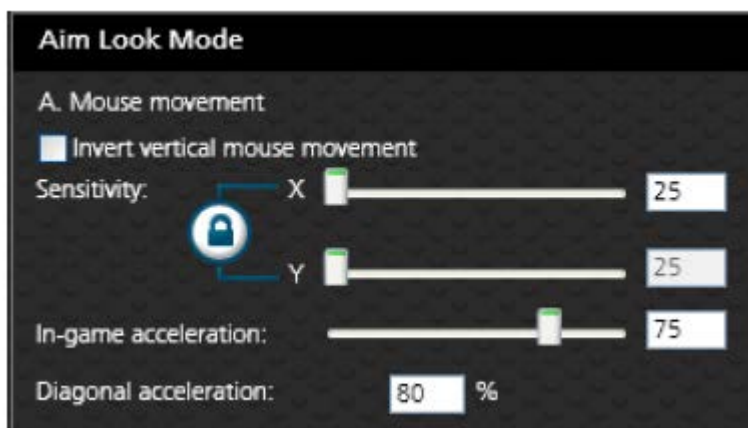 Aim Look Mode
A. Mouse movement
Invert vertical mouse movement
Sensitivity: X 25
Y 25
In-game acceleration: 75
Diagonal acceleration: 80 %